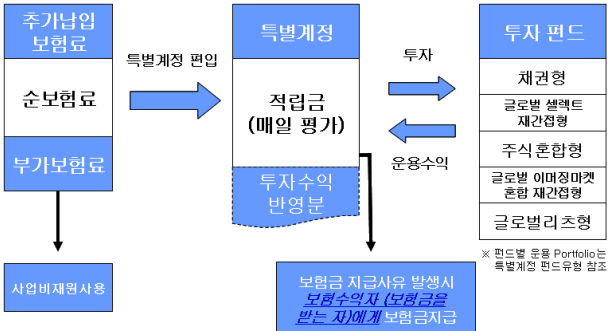 추가납입
보험료
순보험료
부가보험료
사업비재원사용
특별계정 편입
특별계정
적립금
(매일 평가)
투자수익
반영분
보험금 지급사유 발생시
보험수익자 (보험금을
받는 자)에게 보험금지급
투자
운용수익
투자 펀드
채권형
글로벌 셀렉트
재간접형
주식혼합형
글로벌 이머징마켓
혼합 재간접형
글로벌리츠형
※ 펀드별 운용 Portfolio는
특별계정 펀드유형 참조